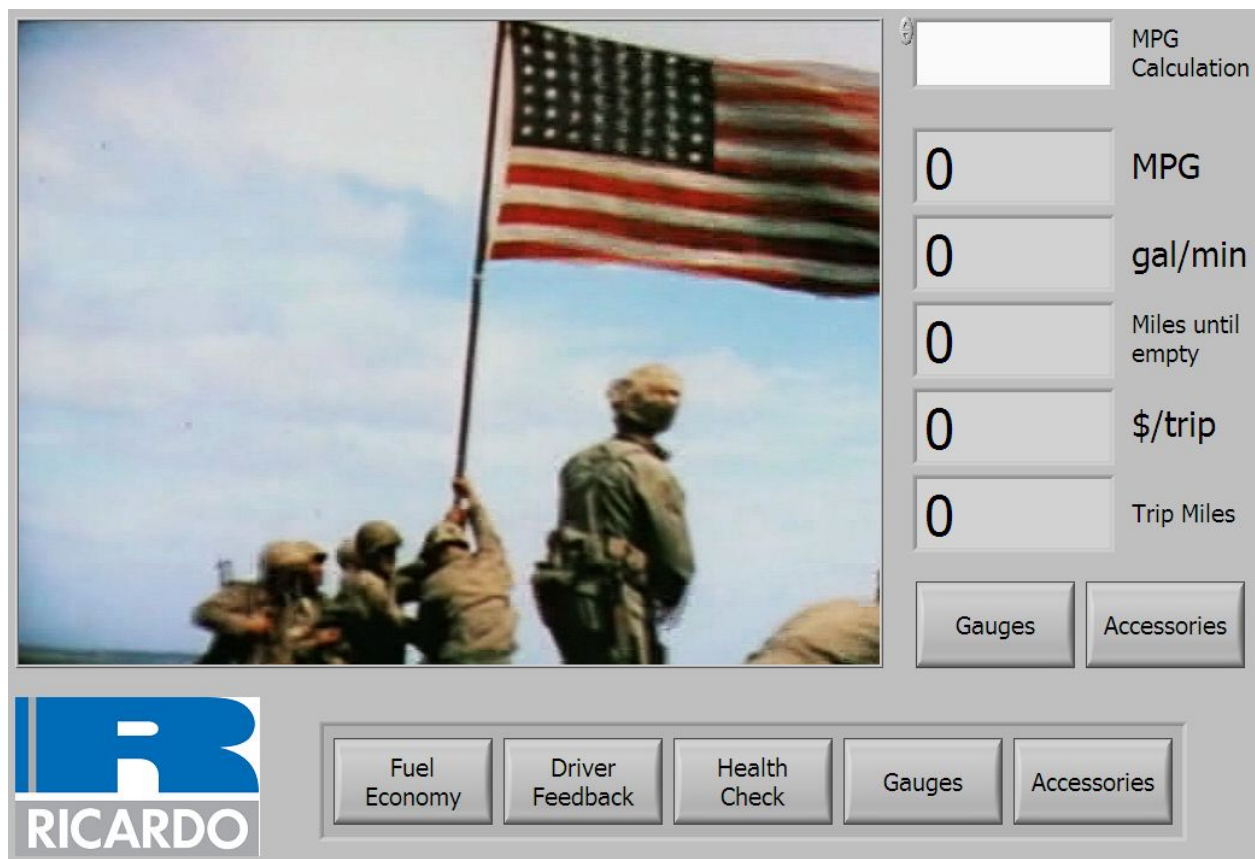 MPG
Calculation
0
MPG
0
gal/min
0
Miles until
empty
0
$/trip
0
Trip Miles
Gauges
Accessories
RICARDO
Fuel
Economy
Driver
Feedback
Health
Check
Gauges
Accessories